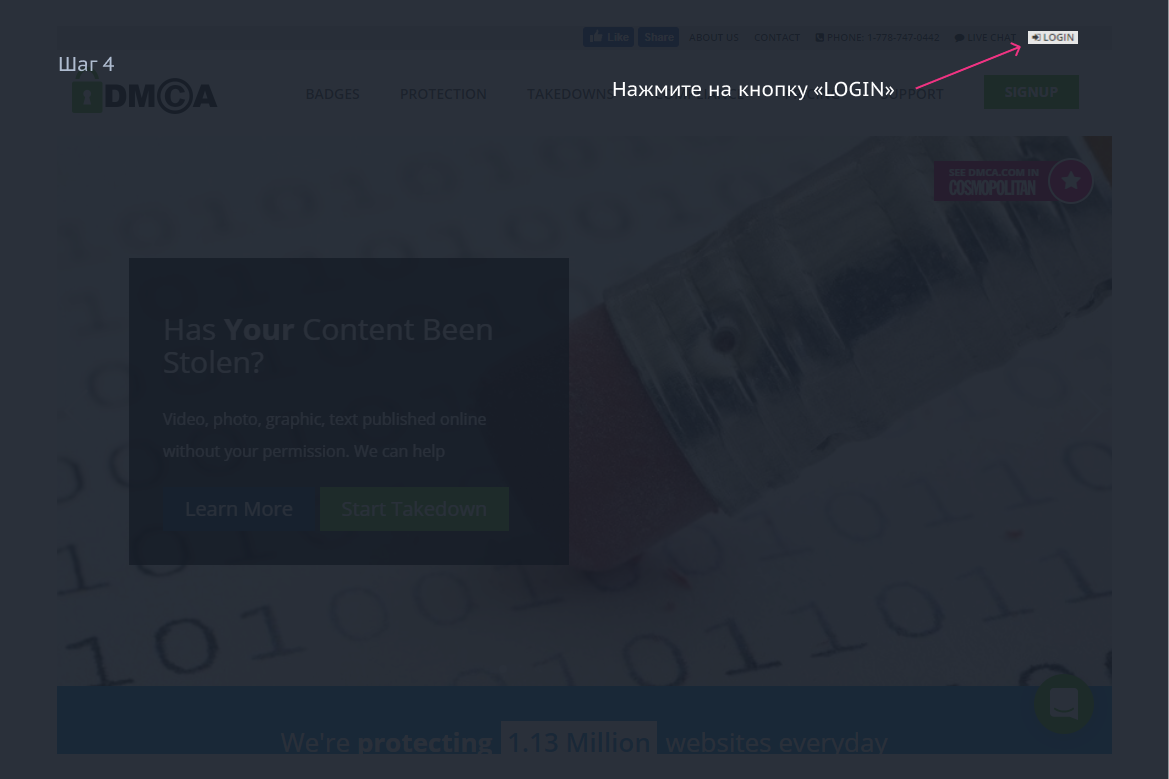 Like Share ABOUT US CONTACT PHONE: 1-778-747-0442 LIVE CHAT LOGIN
Шаг 4
Нажмите на кнопку «LOGIN»
DMCA BADGES PROTECTION TAKEDOWNS SUPPORT SIGNUP
SEE DMCA.COM IN
COSMOPOLITAN
Has Your Content Been
Stolen?
Video, photo, graphic, text published online
without your permission. We can help
Learn More Start Takedown
We're protecting 1.13 Million websites everyday